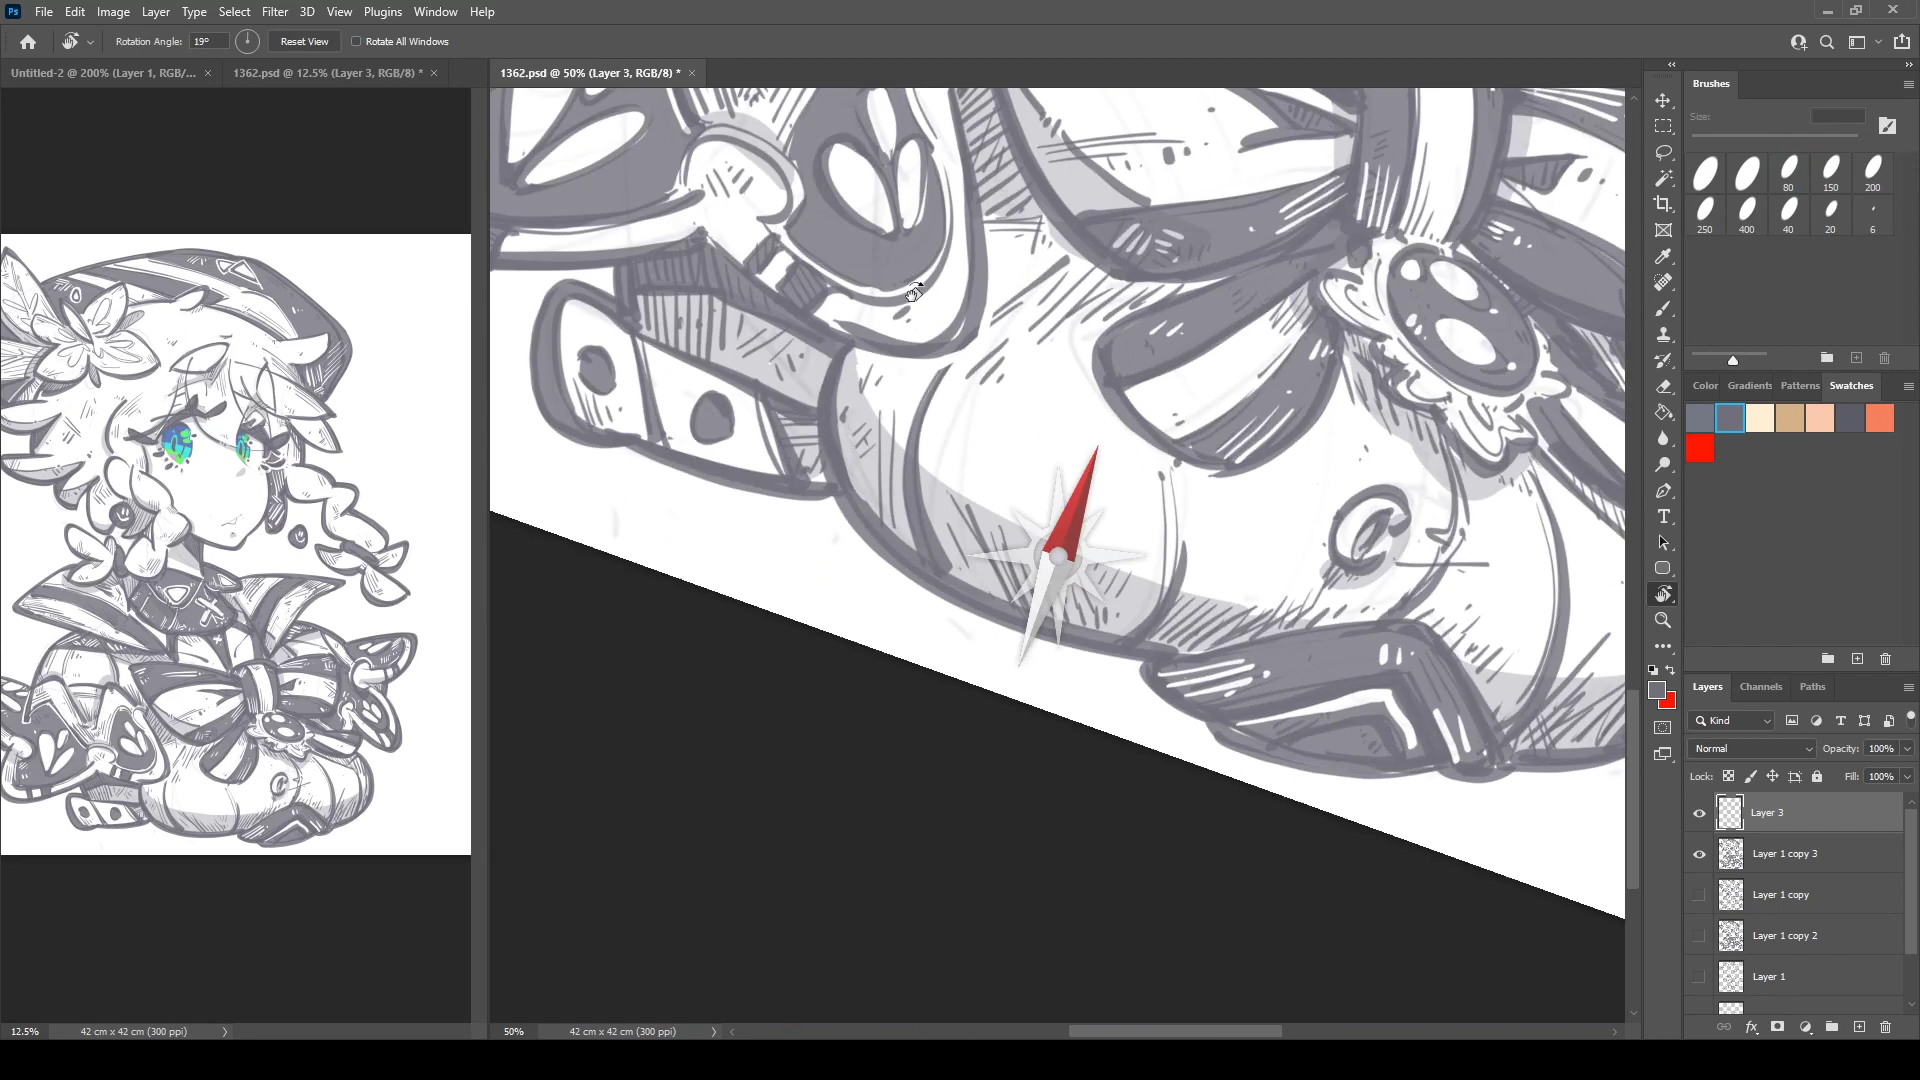 Ps File Edit Image Layer Type Select Filter 3D View Plugins Window Help
Rotation Angle: 19° Reset View Rotate All Windows
Untitled-2 @ 200% (Layer 1, RGB/... × 1362.psd @ 12.5% (Layer 3, RGB/8) * × 1362.psd @ 50% (Layer 3, RGB/8) * ×
Brushes
Size:
80 150 200
250 400 40 20 6
Color Gradients Patterns Swatches
Layers Channels Paths
Kind
Normal Opacity: 100%
Lock: Fill: 100%
Layer 3
Layer 1 copy 3
Layer 1 copy
Layer 1 copy 2
Layer 1
12.5% 42 cm x 42 cm (300 ppi) 50% 42 cm x 42 cm (300 ppi)